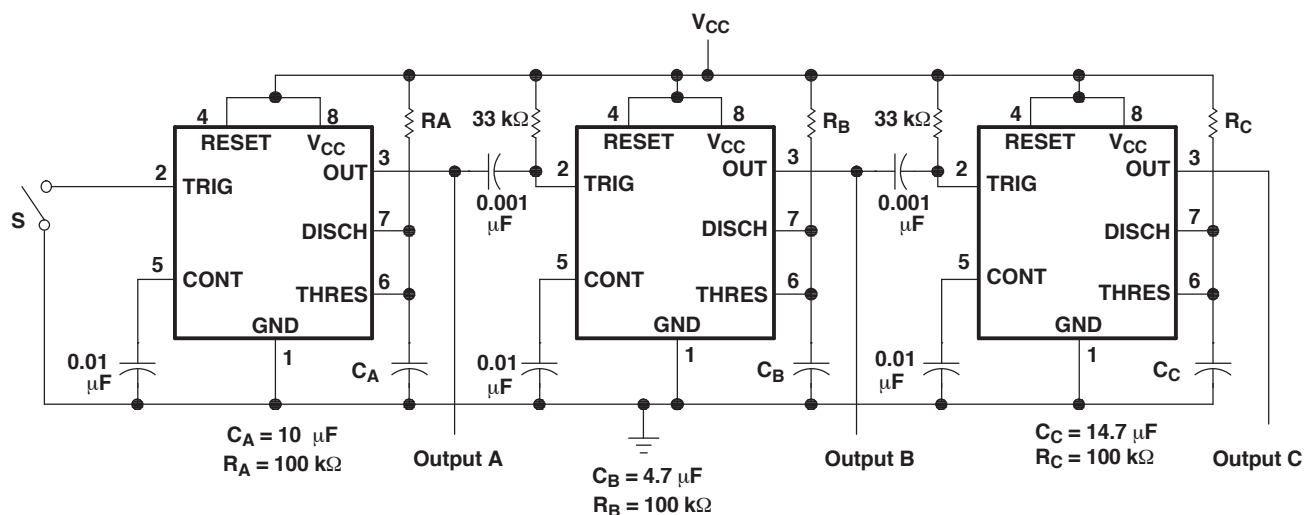 VCC
4
8
RESET
VCC
3
OUT
2
TRIG
S
7
DISCH
5
CONT
6
THRES
GND
1
0.01
μF
RA
CA
CA = 10 μF
RA = 100 kΩ
Output A
33 kΩ
0.001
μF
4
8
RESET
VCC
3
OUT
2
TRIG
7
DISCH
5
CONT
6
THRES
GND
1
0.01
μF
RB
CB
CB = 4.7 μF
RB = 100 kΩ
Output B
33 kΩ
0.001
μF
4
8
RESET
VCC
3
OUT
2
TRIG
7
DISCH
5
CONT
6
THRES
GND
1
0.01
μF
RC
CC
CC = 14.7 μF
RC = 100 kΩ
Output C